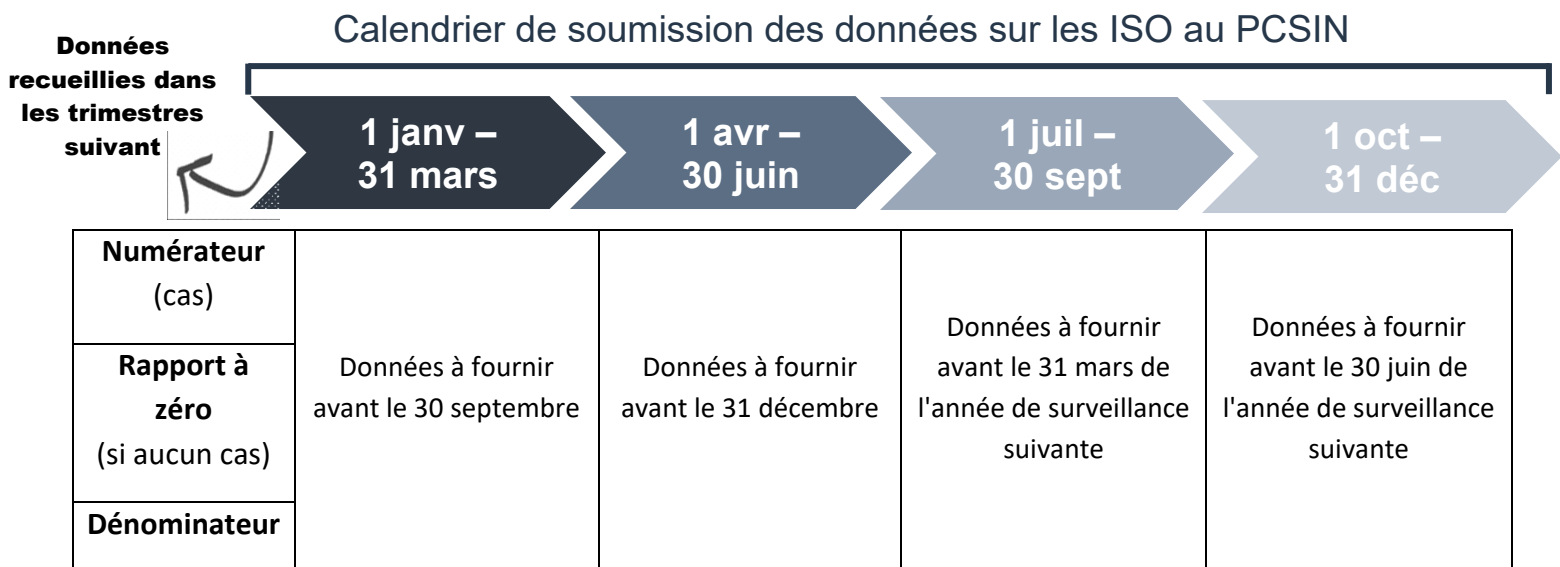 Calendrier de soumission des données sur les ISO au PCSIN
Données
recueillies dans
les trimestres
suivant
1 janv –
31 mars
1 avr –
30 juin
1 juil –
30 sept
1 oct –
31 déc
Numérateur
(cas)
Rapport à
zéro
(si aucun cas)
Dénominateur
Données à fournir
avant le 30 septembre
Données à fournir
avant le 31 décembre
Données à fournir
avant le 31 mars de
l'année de surveillance
suivante
Données à fournir
avant le 30 juin de
l'année de surveillance
suivante